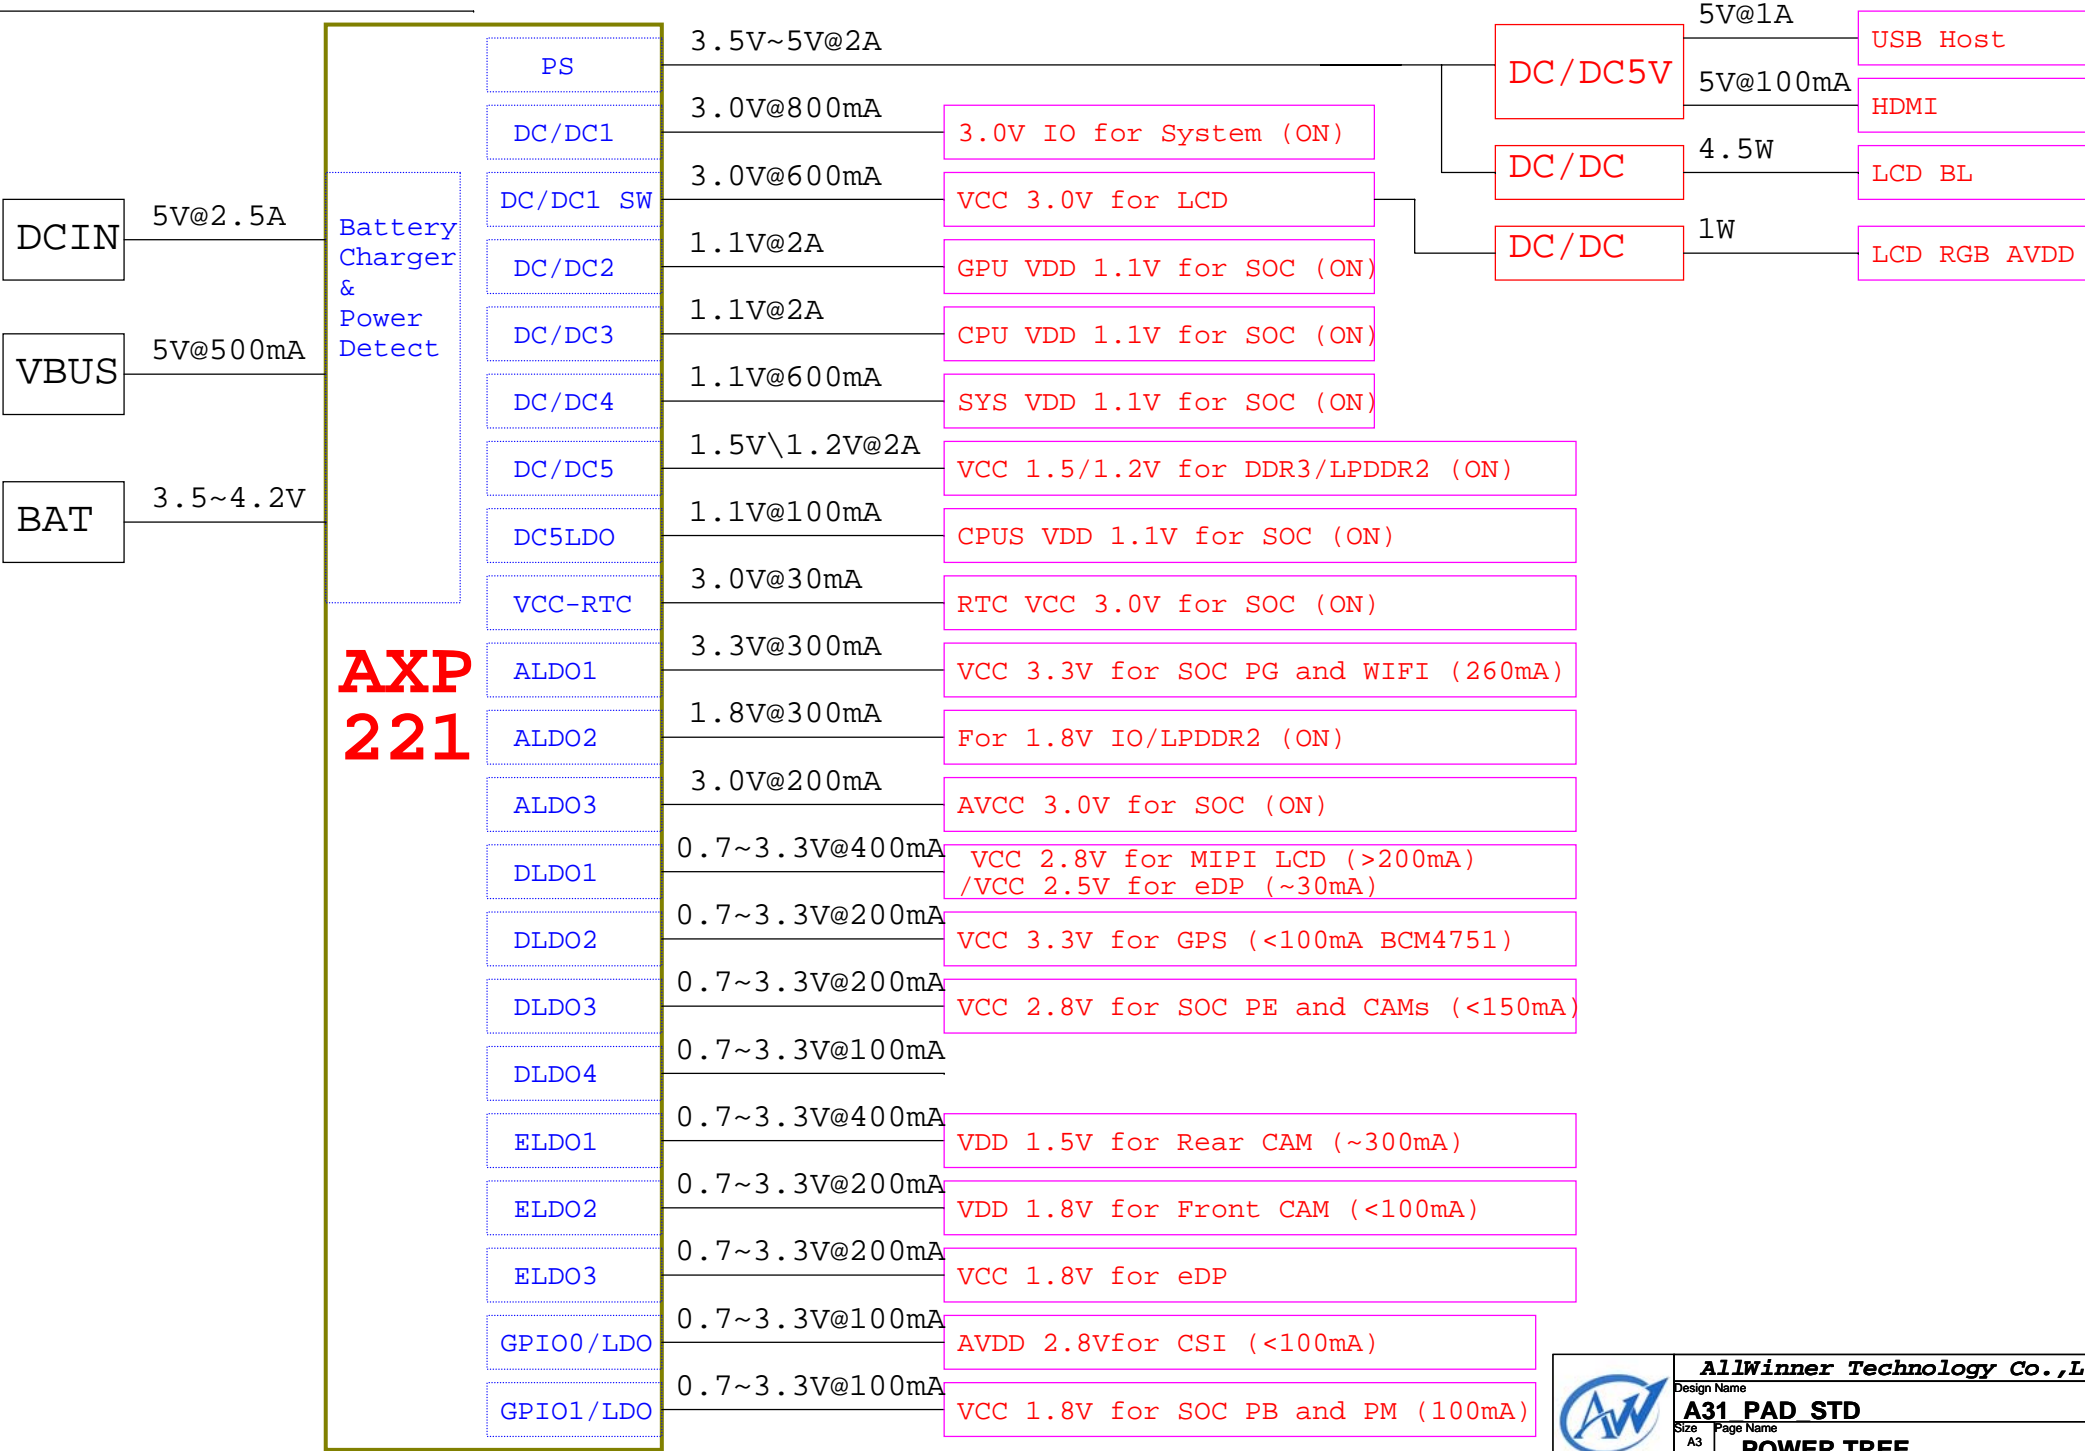 DCIN
5V@2.5A
VBUS
5V@500mA
BAT
3.5~4.2V
Battery
Charger
&
Power
Detect
AXP
221
PS
3.5V~5V@2A
DC/DC5V
5V@1A
USB Host
5V@100mA
HDMI
DC/DC
4.5W
LCD BL
DC/DC1
3.0V@800mA
3.0V IO for System (ON)
DC/DC1 SW
3.0V@600mA
VCC 3.0V for LCD
DC/DC
1W
LCD RGB AVDD
DC/DC2
1.1V@2A
GPU VDD 1.1V for SOC (ON)
DC/DC3
1.1V@2A
CPU VDD 1.1V for SOC (ON)
DC/DC4
1.1V@600mA
SYS VDD 1.1V for SOC (ON)
DC/DC5
1.5V\1.2V@2A
VCC 1.5/1.2V for DDR3/LPDDR2 (ON)
DC5LDO
1.1V@100mA
CPUS VDD 1.1V for SOC (ON)
VCC-RTC
3.0V@30mA
RTC VCC 3.0V for SOC (ON)
ALDO1
3.3V@300mA
VCC 3.3V for SOC PG and WIFI (260mA)
ALDO2
1.8V@300mA
For 1.8V IO/LPDDR2 (ON)
ALDO3
3.0V@200mA
AVCC 3.0V for SOC (ON)
DLDO1
0.7~3.3V@400mA
VCC 2.8V for MIPI LCD (>200mA)
/VCC 2.5V for eDP (~30mA)
DLDO2
0.7~3.3V@200mA
VCC 3.3V for GPS (<100mA BCM4751)
DLDO3
0.7~3.3V@200mA
VCC 2.8V for SOC PE and CAMs (<150mA)
DLDO4
0.7~3.3V@100mA
ELDO1
0.7~3.3V@400mA
VDD 1.5V for Rear CAM (~300mA)
ELDO2
0.7~3.3V@200mA
VDD 1.8V for Front CAM (<100mA)
ELDO3
0.7~3.3V@200mA
VCC 1.8V for eDP
GPIO0/LDO
0.7~3.3V@100mA
AVDD 2.8Vfor CSI (<100mA)
GPIO1/LDO
0.7~3.3V@100mA
VCC 1.8V for SOC PB and PM (100mA)
AW
AllWinner Technology Co.,L
Design Name
A31_PAD_STD
Size
Page Name
A3
POWER TREE